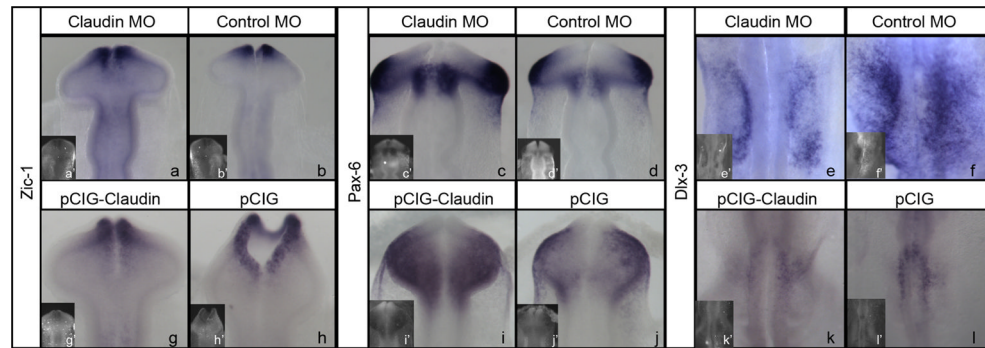 Claudin MO
Control MO
Claudin MO
Control MO
Claudin MO
Control MO
Zic-1
Pax-6
Dlx-3
a'
a
b'
b
c'
c
d'
d
e'
e
f'
f
pCIG-Claudin
pCIG
pCIG-Claudin
pCIG
pCIG-Claudin
pCIG
g'
g
h'
h
i'
i
j'
j
k'
k
l'
l